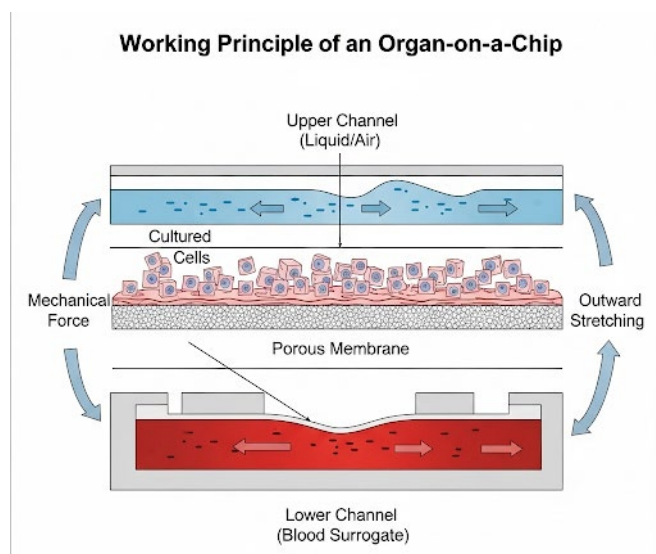 Working Principle of an Organ-on-a-Chip
Upper Channel
(Liquid/Air)
Cultured
Cells
Mechanical
Force
Outward
Stretching
Porous Membrane
Lower Channel
(Blood Surrogate)